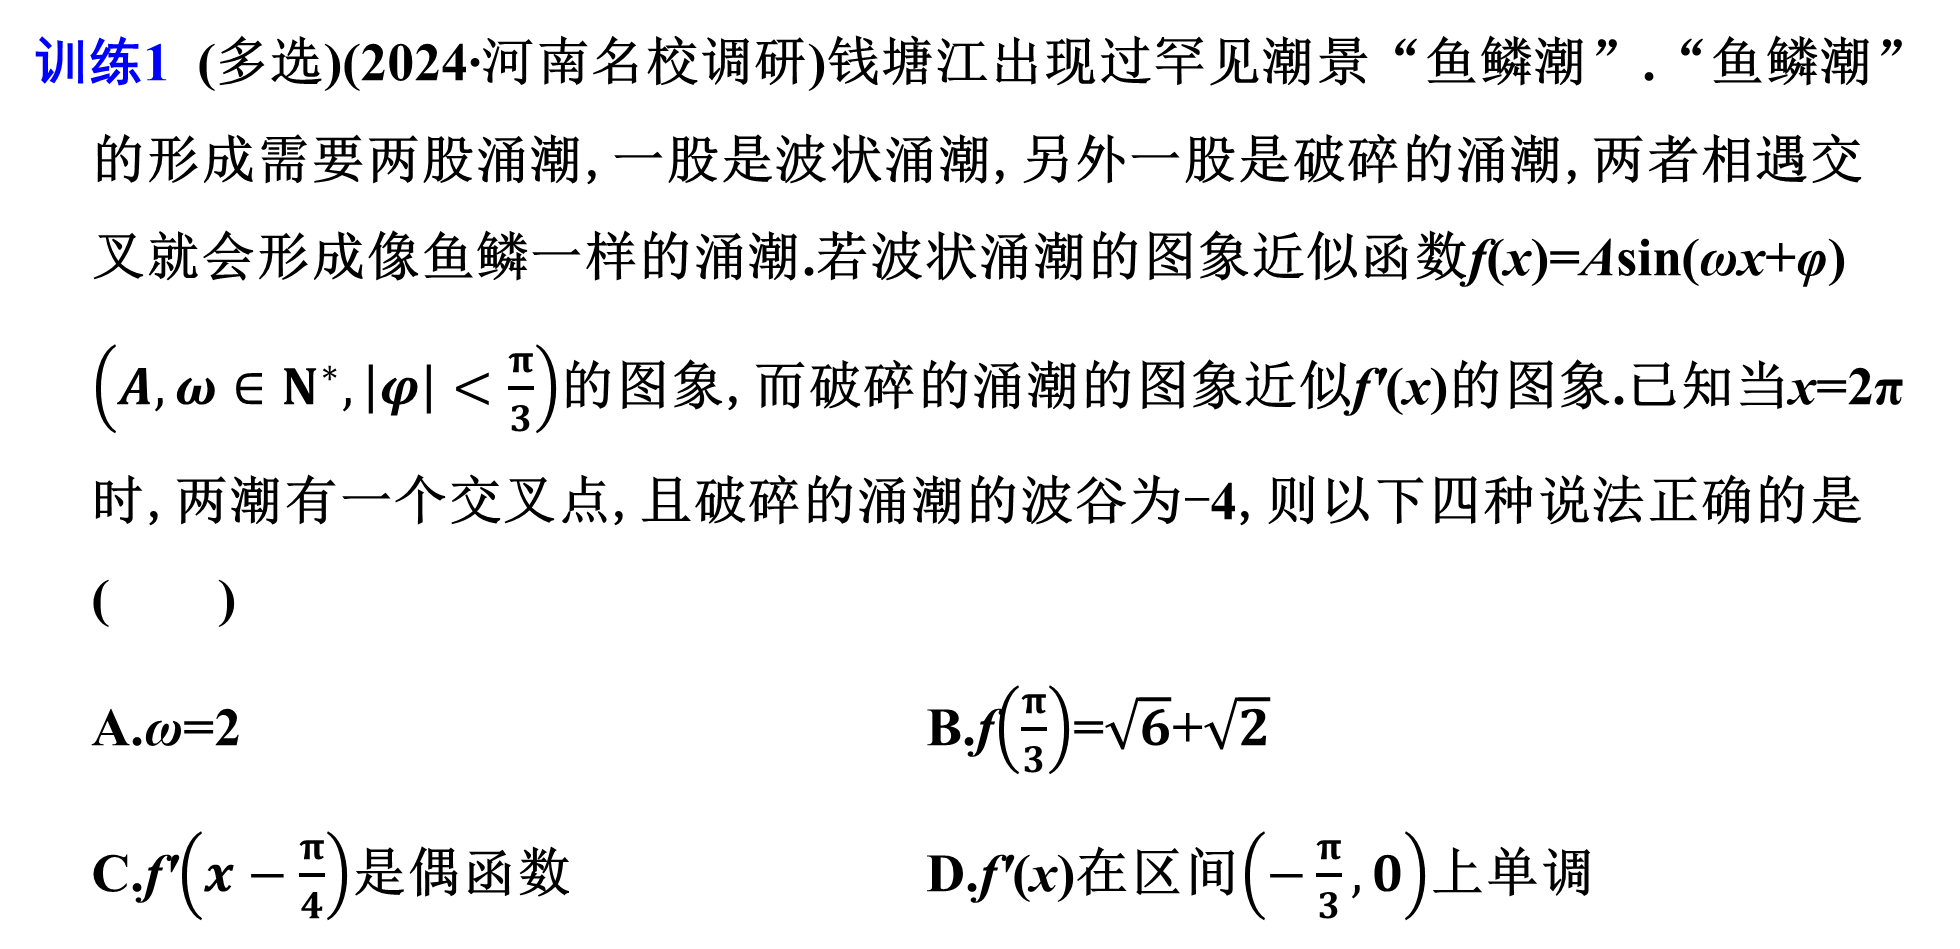 训练1 (多选)(2024·河南名校调研)钱塘江出现过罕见潮景“鱼鳞潮”.“鱼鳞潮”
的形成需要两股涌潮,一股是波状涌潮,另外一股是破碎的涌潮,两者相遇交
叉就会形成像鱼鳞一样的涌潮.若波状涌潮的图象近似函数f(x)=Asin(ωx+φ)
(A, ω ∈ N*, |φ| < π/3)的图象,而破碎的涌潮的图象近似f′(x)的图象.已知当x=2π
时,两潮有一个交叉点,且破碎的涌潮的波谷为−4,则以下四种说法正确的是
( )
A.ω=2 B.f(π/3)=√6+√2
C.f′(x − π/4)是偶函数 D.f′(x)在区间(−π/3, 0)上单调